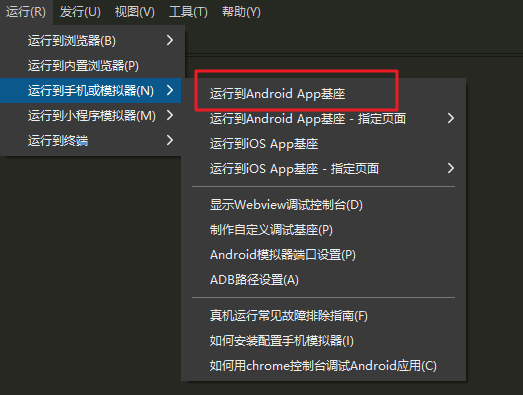 运行(R) 发行(U) 视图(V) 工具(T) 帮助(Y)
运行到浏览器(B)
运行到内置浏览器(P)
运行到手机或模拟器(N)
运行到小程序模拟器(M)
运行到终端
运行到Android App基座
运行到Android App基座 - 指定页面
运行到iOS App基座
运行到iOS App基座 - 指定页面
显示Webview调试控制台(D)
制作自定义调试基座(P)
Android模拟器端口设置(P)
ADB路径设置(A)
真机运行常见故障排除指南(F)
如何安装配置手机模拟器(I)
如何用chrome控制台调试Android应用(C)